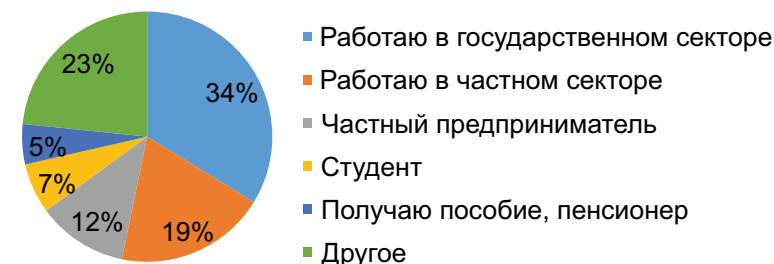 23%
34%
5%
7%
12%
19%
Работаю в государственном секторе
Работаю в частном секторе
Частный предприниматель
Студент
Получаю пособие, пенсионер
Другое